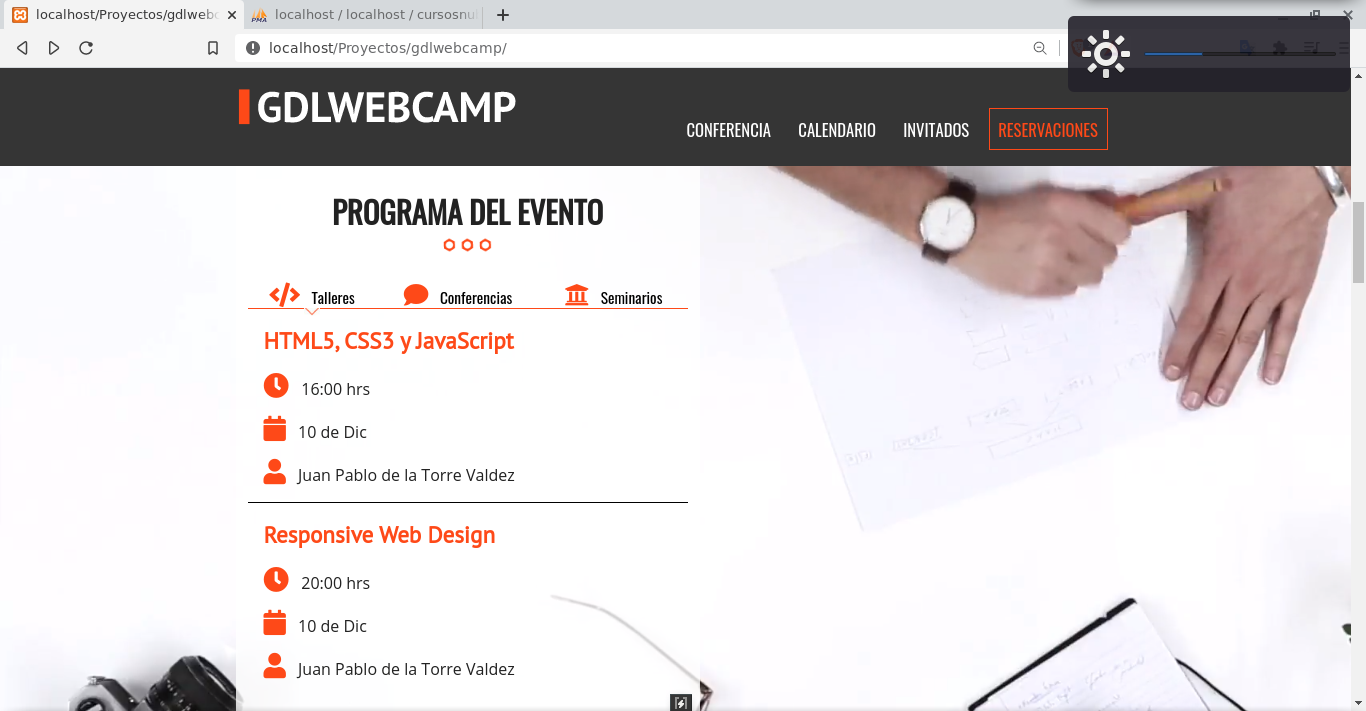 localhost/Proyectos/gdlwebc
localhost / localhost / cursosnu
localhost/Proyectos/gdlwebcamp/
GDLWEBCAMP
CONFERENCIA
CALENDARIO
INVITADOS
RESERVACIONES
PROGRAMA DEL EVENTO
Talleres
Conferencias
Seminarios
HTML5, CSS3 y JavaScript
16:00 hrs
10 de Dic
Juan Pablo de la Torre Valdez
Responsive Web Design
20:00 hrs
10 de Dic
Juan Pablo de la Torre Valdez